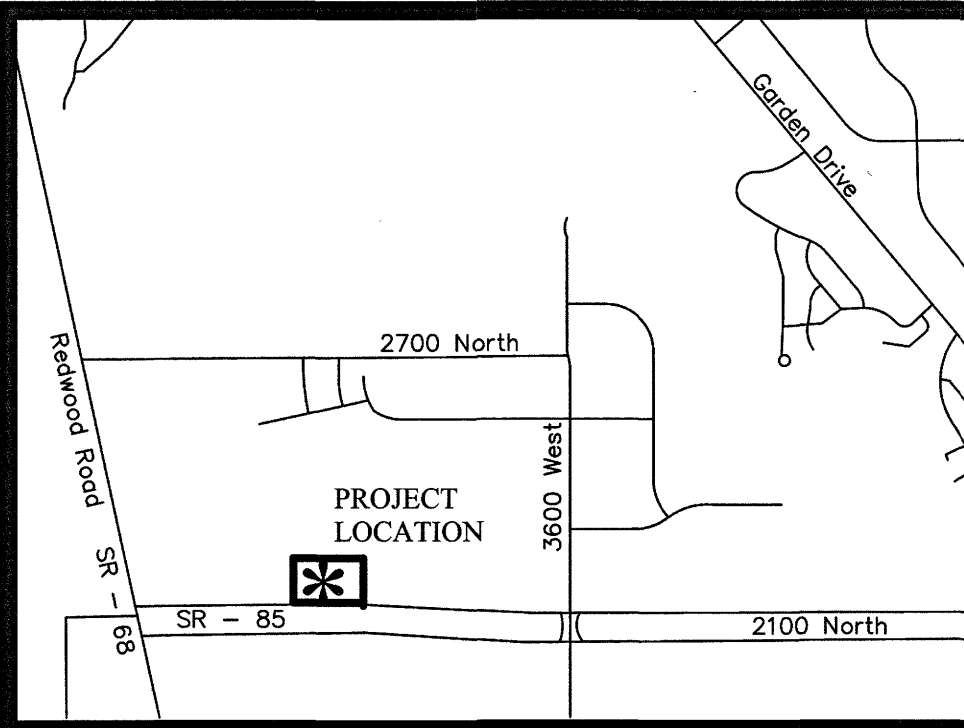 Garden Drive
2700 North
Redwood Road SR - 68
3600 West
PROJECT
LOCATION
SR - 85
2100 North